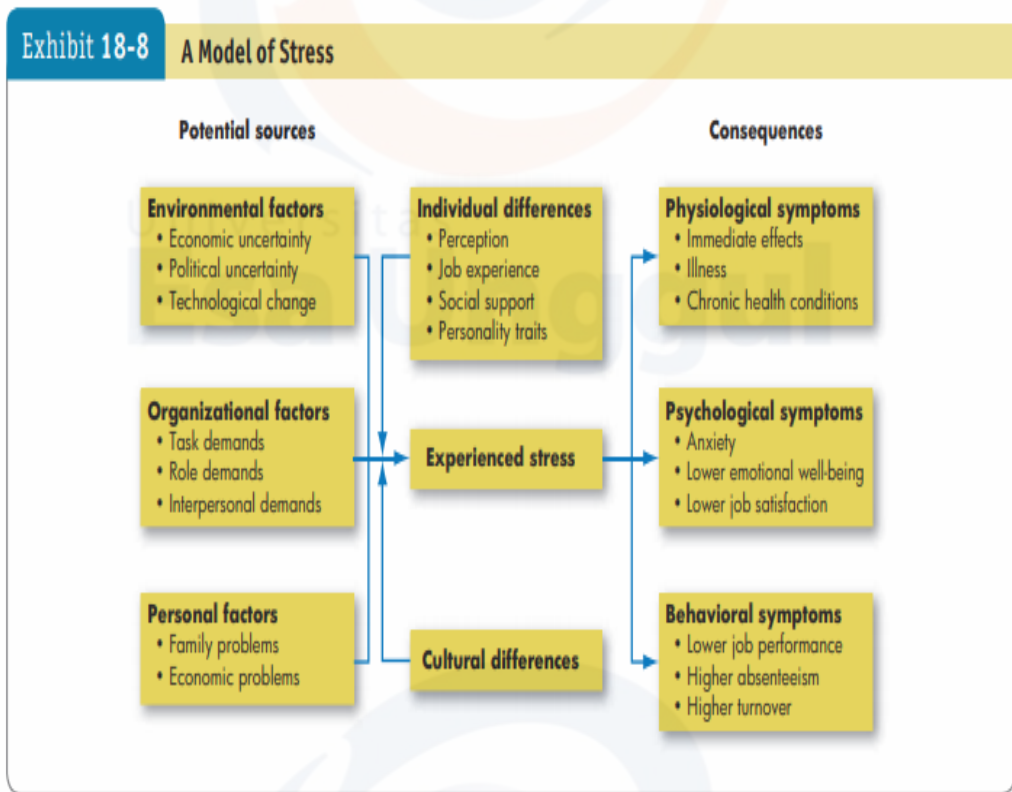 Exhibit 18-8
A Model of Stress
Potential sources
Consequences
Environmental factors
• Economic uncertainty
• Political uncertainty
• Technological change
Individual differences
• Perception
• Job experience
• Social support
• Personality traits
Physiological symptoms
• Immediate effects
• Illness
• Chronic health conditions
Organizational factors
• Task demands
• Role demands
• Interpersonal demands
Experienced stress
Psychological symptoms
• Anxiety
• Lower emotional well-being
• Lower job satisfaction
Personal factors
• Family problems
• Economic problems
Cultural differences
Behavioral symptoms
• Lower job performance
• Higher absenteeism
• Higher turnover
Universitas
Esa Unggul